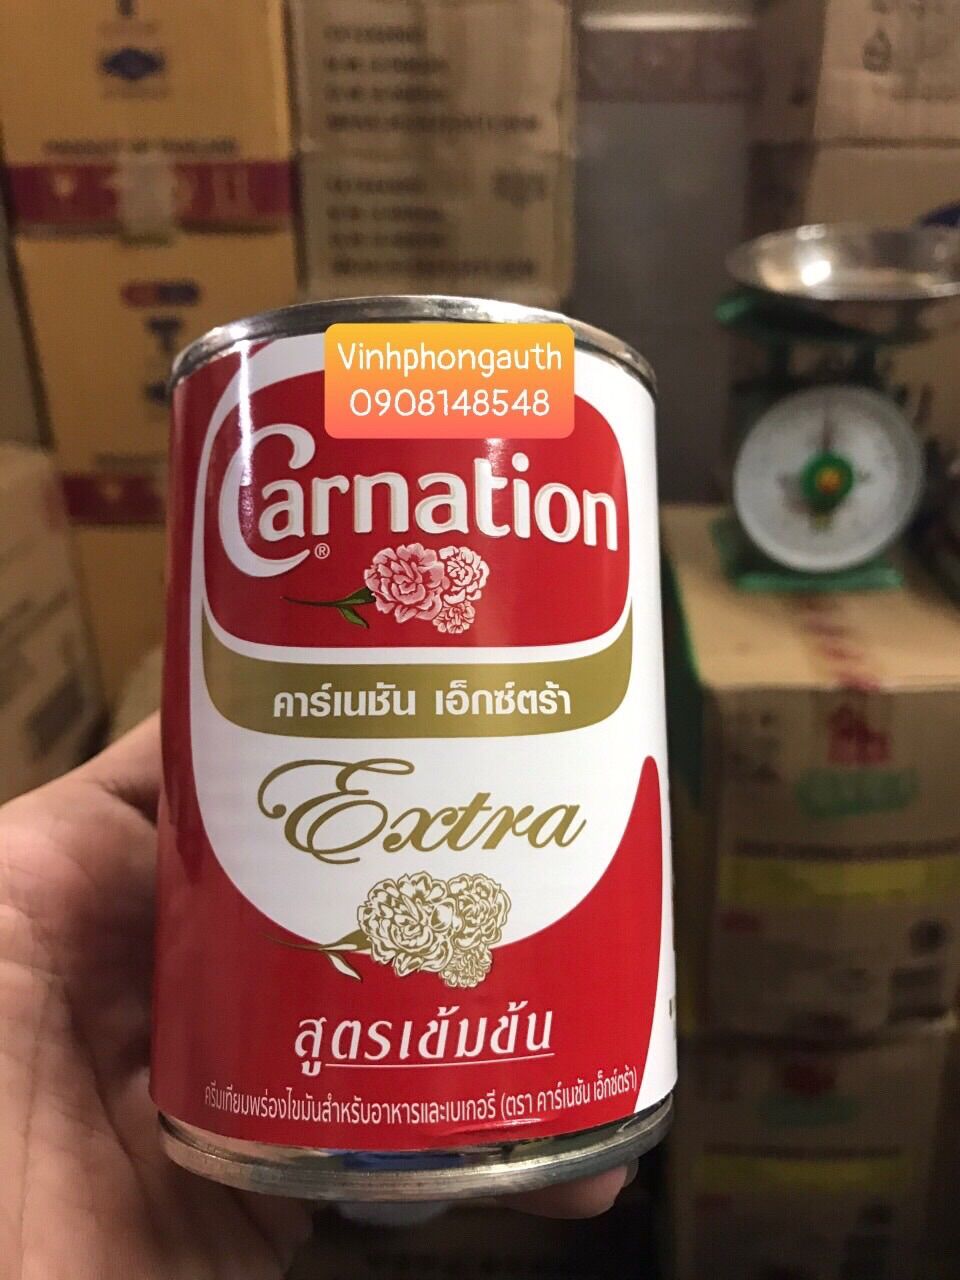 Vinhphongauth
0908148548
Carnation
®
คาร์เนชัน เอ็กซ์ตร้า
Extra
สูตรเข้มข้น
ครีมเทียมพร่องไขมันสำหรับอาหารและเบเกอรี (ตรา คาร์เนชัน เอ็กซ์ตร้า)
PRODUCT OF THAILAND